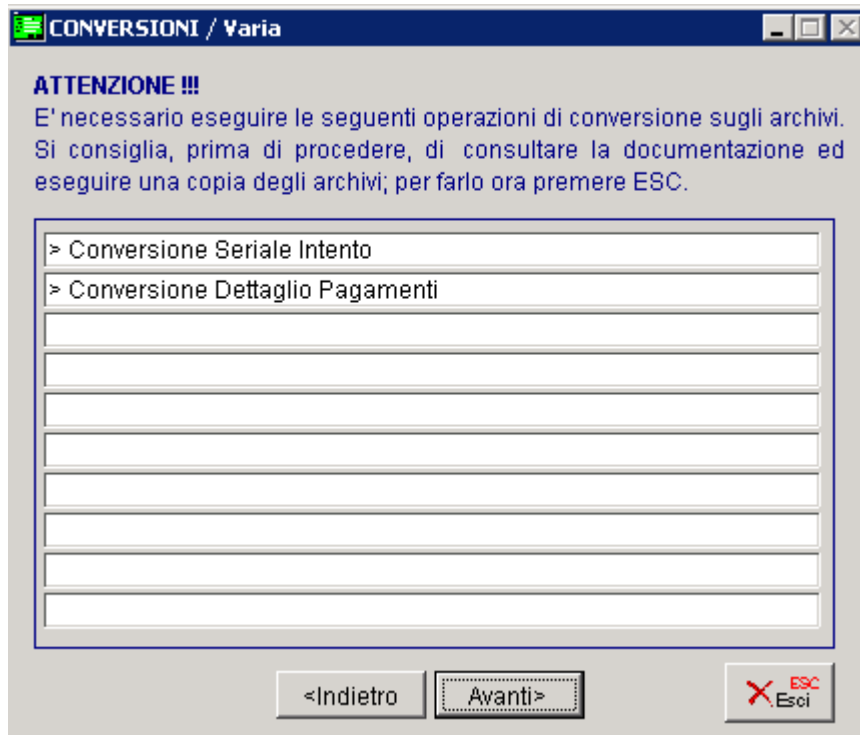 CONVERSIONI / Varia
ATTENZIONE !!!
E' necessario eseguire le seguenti operazioni di conversione sugli archivi.
Si consiglia, prima di procedere, di consultare la documentazione ed
eseguire una copia degli archivi; per farlo ora premere ESC.
> Conversione Seriale Intento
> Conversione Dettaglio Pagamenti
<Indietro
Avanti>
ESC
Esci